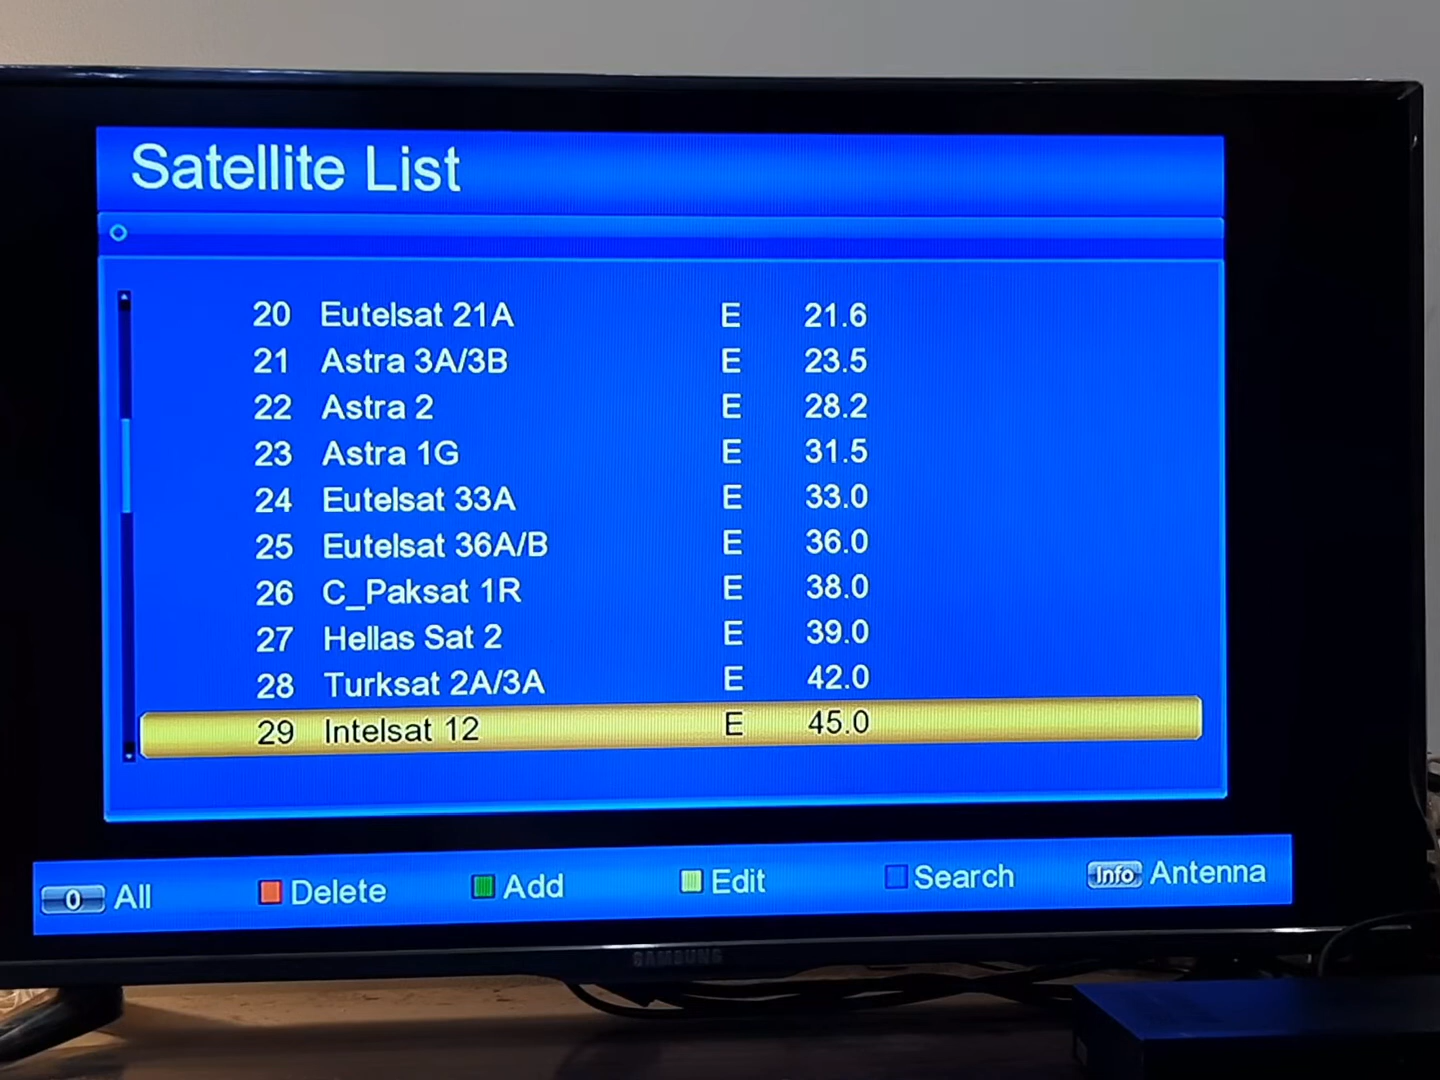 Satellite List
20 Eutelsat 21A E 21.6
21 Astra 3A/3B E 23.5
22 Astra 2 E 28.2
23 Astra 1G E 31.5
24 Eutelsat 33A E 33.0
25 Eutelsat 36A/B E 36.0
26 C_Paksat 1R E 38.0
27 Hellas Sat 2 E 39.0
28 Turksat 2A/3A E 42.0
29 Intelsat 12 E 45.0
0 All Delete Add Edit Search Info Antenna
SAMSUNG